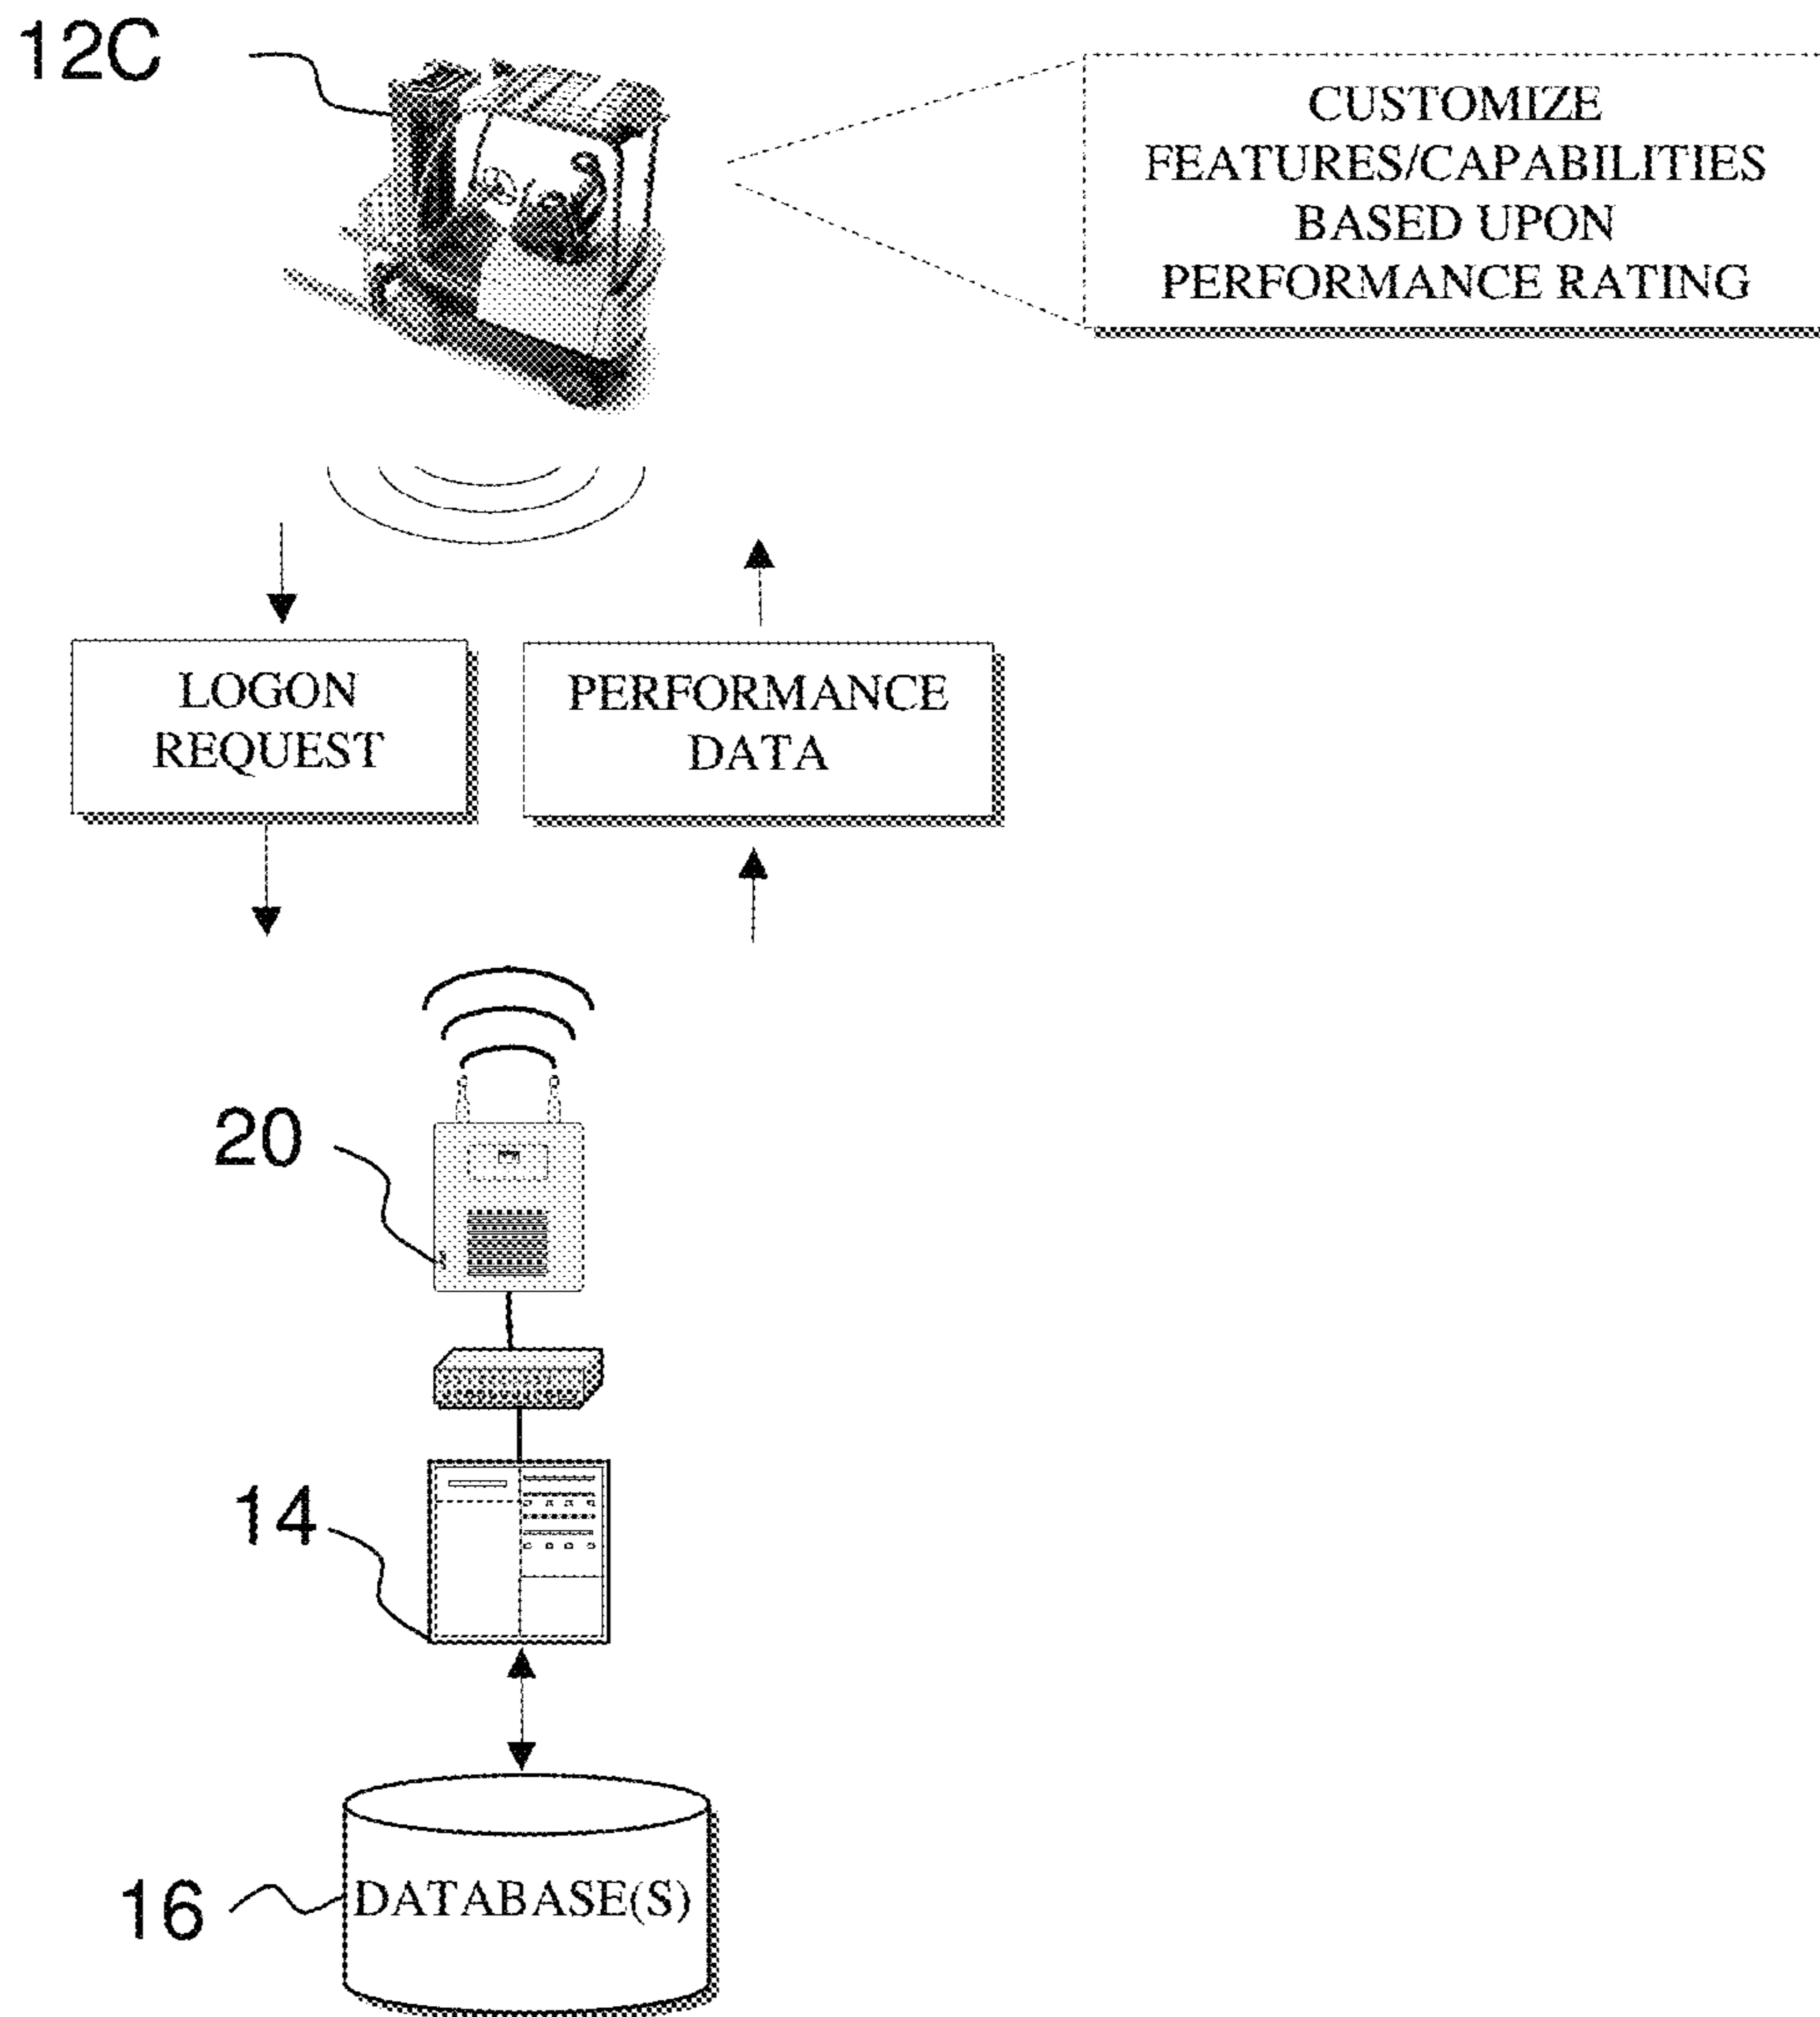 12C
CUSTOMIZE
FEATURES/CAPABILITIES
BASED UPON
PERFORMANCE RATING
LOGON
REQUEST
PERFORMANCE
DATA
20
14
16
DATABASE(S)